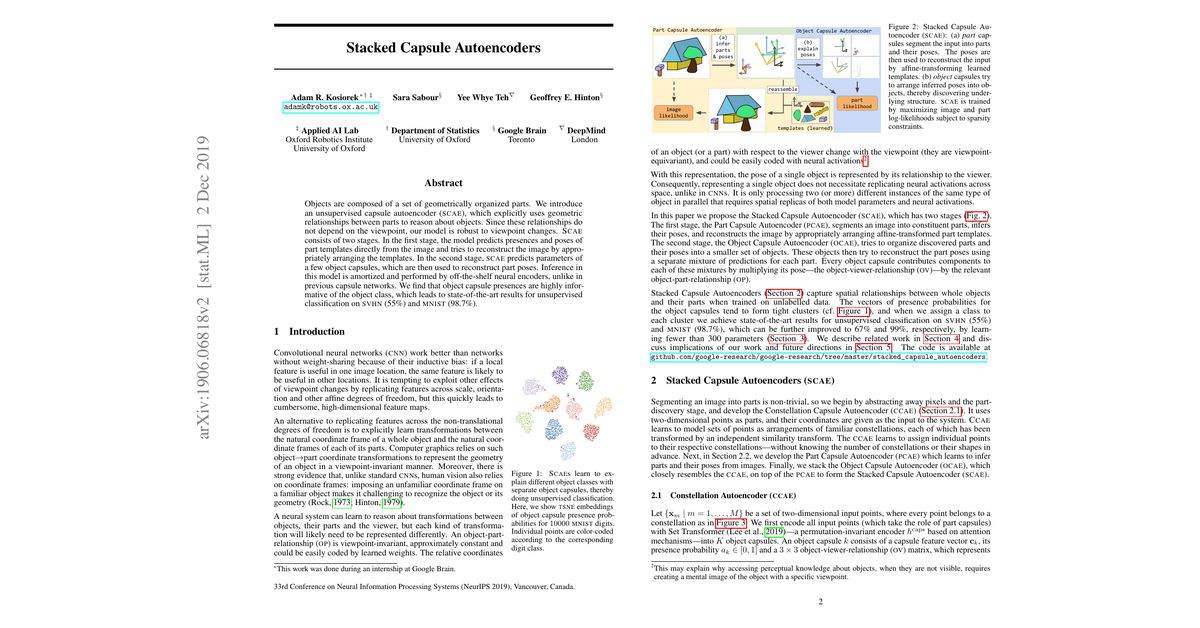 arXiv:1906.06818v2 [stat.ML] 2 Dec 2019
Stacked Capsule Autoencoders
Adam R. Kosiorek*†‡ Sara Sabour§ Yee Whye Teh∇ Geoffrey E. Hinton§
adamk@robots.ox.ac.uk
‡ Applied AI Lab † Department of Statistics § Google Brain ∇ DeepMind
Oxford Robotics Institute University of Oxford Toronto London
University of Oxford
Abstract
Objects are composed of a set of geometrically organized parts. We introduce
an unsupervised capsule autoencoder (SCAE), which explicitly uses geometric
relationships between parts to reason about objects. Since these relationships
do not depend on the viewpoint, our model is robust to viewpoint changes. SCAE
consists of two stages. In the first stage, the model predicts presences and poses
of part templates directly from the image and tries to reconstruct the image by
appropriately arranging the templates. In the second stage, SCAE predicts parameters
of a few object capsules, which are then used to reconstruct part poses. Inference
in this model is amortized and performed by off-the-shelf neural encoders, unlike
in previous capsule networks. We find that object capsule presences are highly
informative of the object class, which leads to state-of-the-art results for unsupervised
classification on SVHN (55%) and MNIST (98.7%).
1 Introduction
Convolutional neural networks (CNN) work better than networks
without weight-sharing because of their inductive bias: if a local
feature is useful in one image location, the same feature is likely to
be useful in other locations. It is tempting to exploit other effects
of viewpoint changes by replicating features across scale, orienta-
tion and other affine degrees of freedom, but this quickly leads to
cumbersome, high-dimensional feature maps.
An alternative to replicating features across the non-translational
degrees of freedom is to explicitly learn transformations between
the natural coordinate frame of a whole object and the natural coor-
dinate frames of each of its parts. Computer graphics relies on such
object→part coordinate transformations to represent the geometry
of an object in a viewpoint-invariant manner. Moreover, there is
strong evidence that, unlike standard CNNs, human vision also relies
on coordinate frames: imposing an unfamiliar coordinate frame on
a familiar object makes it challenging to recognize the object or its
geometry (Rock, 1973; Hinton, 1979).
A neural system can learn to reason about transformations between
objects, their parts and the viewer, but each kind of transforma-
tion will likely need to be represented differently. An object-part-
relationship (OP) is viewpoint-invariant, approximately constant and
could be easily coded by learned weights. The relative coordinates
Figure 1: SCAEs learn to ex-
plain different object classes with
separate object capsules, thereby
doing unsupervised classification.
Here, we show TSNE embeddings
of object capsule presence prob-
abilities for 10000 MNIST digits.
Individual points are color-coded
according to the corresponding
digit class.
*This work was done during an internship at Google Brain.
33rd Conference on Neural Information Processing Systems (NeurIPS 2019), Vancouver, Canada.
Part Capsule Autoencoder Object Capsule Autoencoder
(a)
infer
parts
& poses
(b)
explain
poses
reassemble
image
likelihood
part
likelihood
templates (learned)
Figure 2: Stacked Capsule Au-
toencoder (SCAE): (a) part cap-
sules segment the input into parts
and their poses. The poses are
then used to reconstruct the input
by affine-transforming learned
templates. (b) object capsules try
to arrange inferred poses into ob-
jects, thereby discovering under-
lying structure. SCAE is trained
by maximizing image and part
log-likelihoods subject to sparsity
constraints.
of an object (or a part) with respect to the viewer change with the viewpoint (they are viewpoint-
equivariant), and could be easily coded with neural activations2.
With this representation, the pose of a single object is represented by its relationship to the viewer.
Consequently, representing a single object does not necessitate replicating neural activations across
space, unlike in CNNs. It is only processing two (or more) different instances of the same type of
object in parallel that requires spatial replicas of both model parameters and neural activations.
In this paper we propose the Stacked Capsule Autoencoder (SCAE), which has two stages (Fig. 2).
The first stage, the Part Capsule Autoencoder (PCAE), segments an image into constituent parts, infers
their poses, and reconstructs the image by appropriately arranging affine-transformed part templates.
The second stage, the Object Capsule Autoencoder (OCAE), tries to organize discovered parts and
their poses into a smaller set of objects. These objects then try to reconstruct the part poses using
a separate mixture of predictions for each part. Every object capsule contributes components to
each of these mixtures by multiplying its pose—the object-viewer-relationship (OV)—by the relevant
object-part-relationship (OP).
Stacked Capsule Autoencoders (Section 2) capture spatial relationships between whole objects
and their parts when trained on unlabelled data. The vectors of presence probabilities
for the object capsules tend to form tight clusters (cf. Figure 1), and when we assign a class to
each cluster we achieve state-of-the-art results for unsupervised classification on SVHN (55%)
and MNIST (98.7%), which can be further improved to 67% and 99%, respectively, by learn-
ing fewer than 300 parameters (Section 3). We describe related work in Section 4 and dis-
cuss implications of our work and future directions in Section 5. The code is available at
github.com/google-research/google-research/tree/master/stacked_capsule_autoencoders.
2 Stacked Capsule Autoencoders (SCAE)
Segmenting an image into parts is non-trivial, so we begin by abstracting away pixels and the part-
discovery stage, and develop the Constellation Capsule Autoencoder (CCAE) (Section 2.1). It uses
two-dimensional points as parts, and their coordinates are given as the input to the system. CCAE
learns to model sets of points as arrangements of familiar constellations, each of which has been
transformed by an independent similarity transform. The CCAE learns to assign individual points
to their respective constellations—without knowing the number of constellations or their shapes in
advance. Next, in Section 2.2, we develop the Part Capsule Autoencoder (PCAE) which learns to infer
parts and their poses from images. Finally, we stack the Object Capsule Autoencoder (OCAE), which
closely resembles the CCAE, on top of the PCAE to form the Stacked Capsule Autoencoder (SCAE).
2.1 Constellation Autoencoder (CCAE)
Let {x_m | m = 1, . . . , M} be a set of two-dimensional input points, where every point belongs to a
constellation as in Figure 3. We first encode all input points (which take the role of part capsules)
with Set Transformer (Lee et al., 2019)—a permutation-invariant encoder h^caps based on attention
mechanisms—into K object capsules. An object capsule k consists of a capsule feature vector c_k, its
presence probability a_k ∈ [0, 1] and a 3 × 3 object-viewer-relationship (OV) matrix, which represents
2This may explain why accessing perceptual knowledge about objects, when they are not visible, requires
creating a mental image of the object with a specific viewpoint.
2